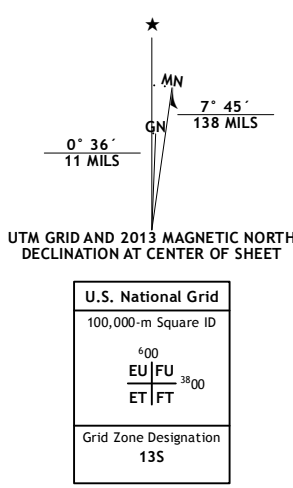 ★
MN
GN
7° 45´
138 MILS
0° 36´
11 MILS
UTM GRID AND 2013 MAGNETIC NORTH
DECLINATION AT CENTER OF SHEET
U.S. National Grid
100,000-m Square ID
⁶00
EU FU
³⁸00
ET FT
Grid Zone Designation
13S